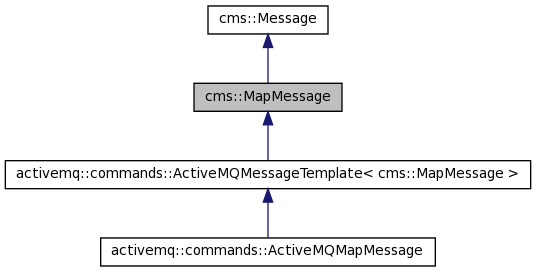 cms::Message
cms::MapMessage
activemq::commands::ActiveMQMessageTemplate< cms::MapMessage >
activemq::commands::ActiveMQMapMessage